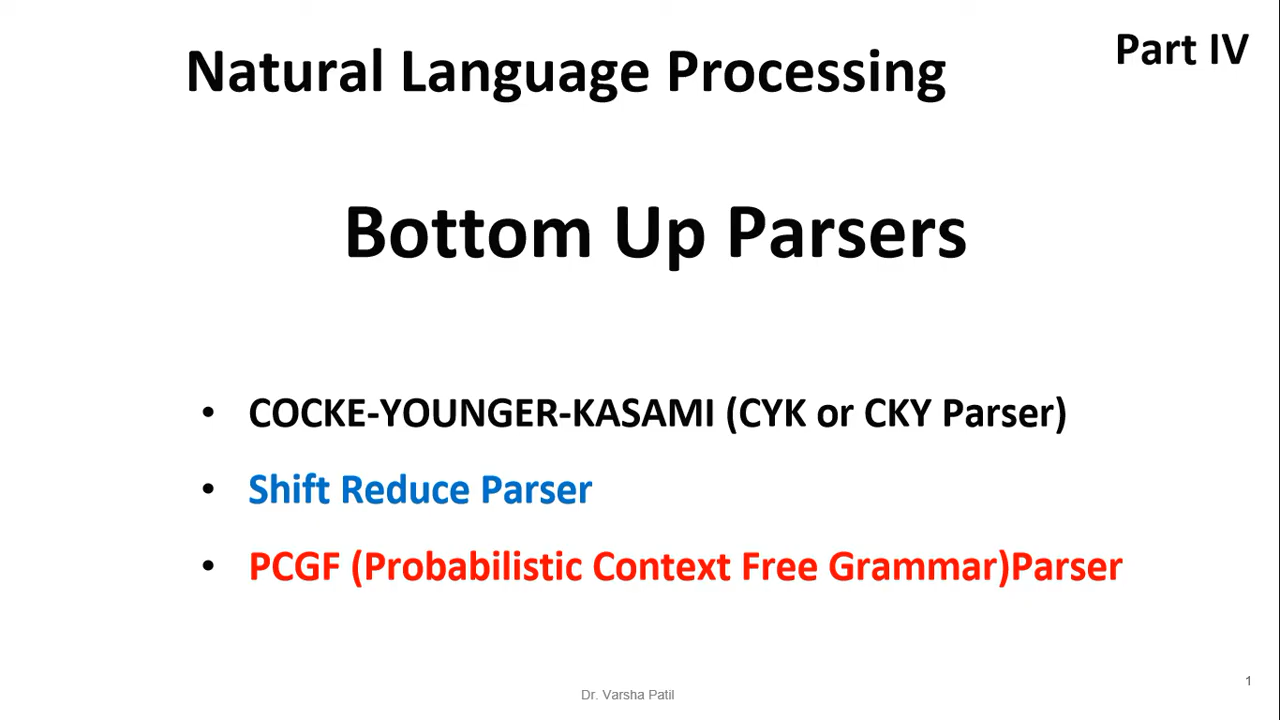 Part IV
Natural Language Processing
Bottom Up Parsers
• COCKE-YOUNGER-KASAMI (CYK or CKY Parser)
• Shift Reduce Parser
• PCGF (Probabilistic Context Free Grammar)Parser
Dr. Varsha Patil
1